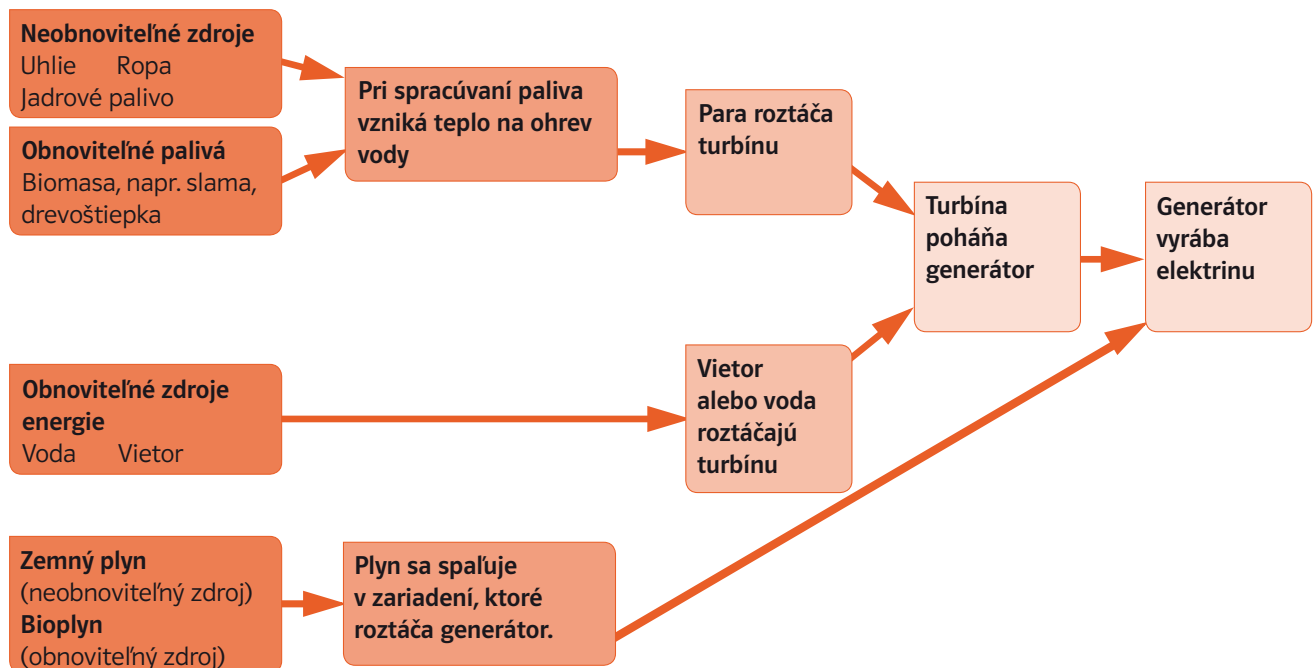 Neobnoviteľné zdroje
Uhlie Ropa
Jadrové palivo
Obnoviteľné palivá
Biomasa, napr. slama,
drevoštiepka
Pri spracúvaní paliva
vzniká teplo na ohrev
vody
Para roztáča
turbínu
Turbína
poháňa
generátor
Generátor
vyrába
elektrinu
Obnoviteľné zdroje
energie
Voda Vietor
Vietor
alebo voda
roztáčajú
turbínu
Zemný plyn
(neobnoviteľný zdroj)
Bioplyn
(obnoviteľný zdroj)
Plyn sa spaľuje
v zariadení, ktoré
roztáča generátor.